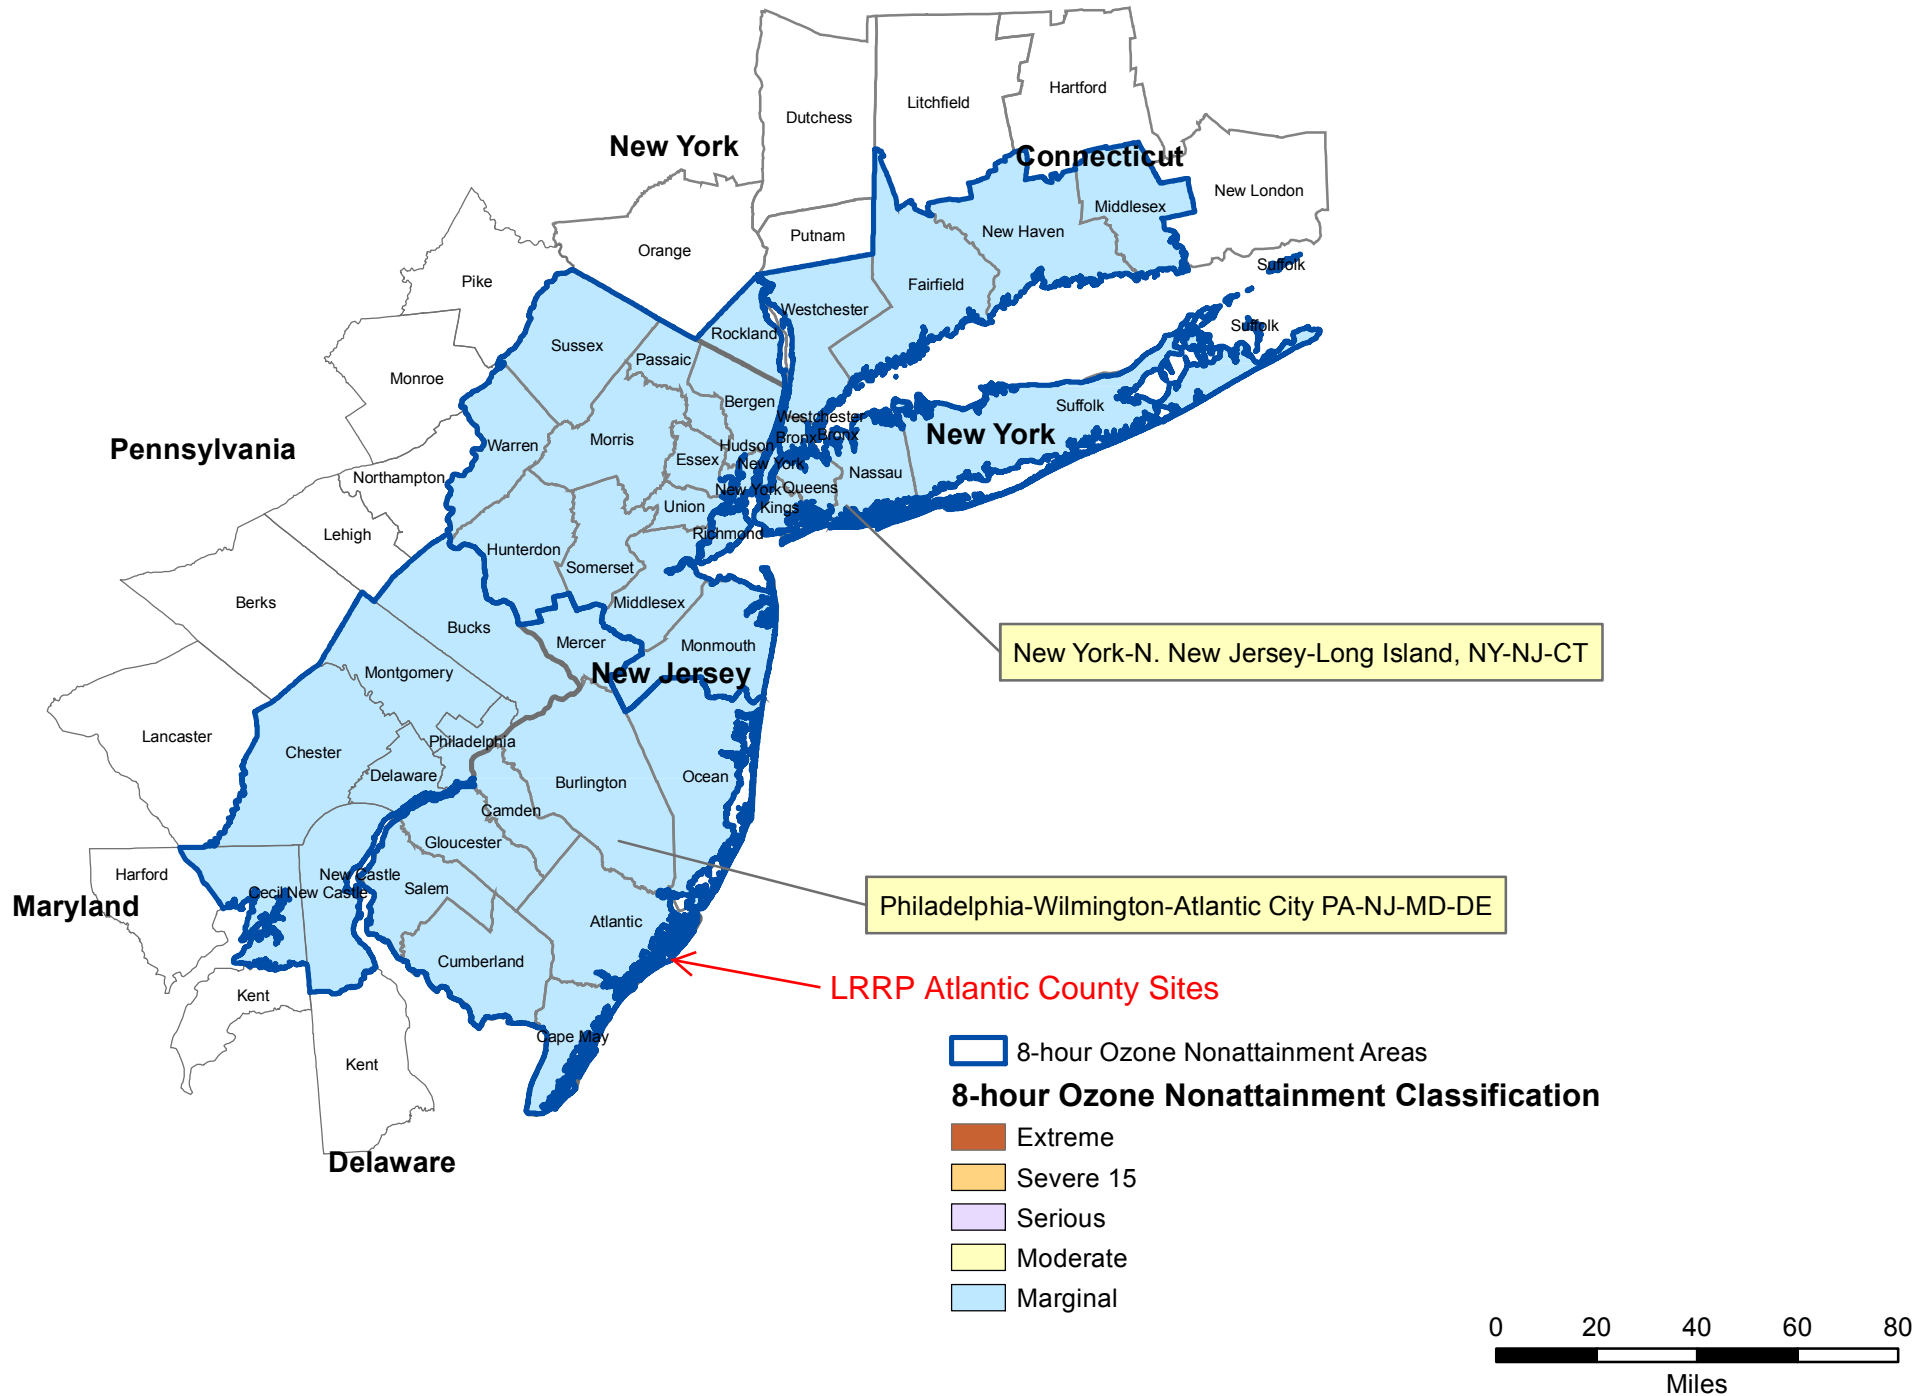 Hartford
Litchfield
Dutchess
New York
Connecticut
New London
Middlesex
New Haven
Putnam
Orange
Suffolk
Pike
Fairfield
Westchester
Suffolk
Rockland
Sussex
Passaic
Monroe
Bergen
Suffolk
Westchester
New York
Pennsylvania
Warren
Morris
Hudson
Bronx
Bronx
Essex
New York
Nassau
Northampton
New York
Queens
Union
Kings
Lehigh
Richmond
Hunterdon
Somerset
Berks
Middlesex
Bucks
Mercer
Monmouth
New York-N. New Jersey-Long Island, NY-NJ-CT
Montgomery
New Jersey
Lancaster
Chester
Philadelphia
Delaware
Burlington
Ocean
Camden
Gloucester
Harford
New Castle
Cecil
New Castle
Salem
Maryland
Philadelphia-Wilmington-Atlantic City PA-NJ-MD-DE
Atlantic
Cumberland
LRRP Atlantic County Sites
Kent
Cape May
Kent
Delaware
8-hour Ozone Nonattainment Areas
8-hour Ozone Nonattainment Classification
Extreme
Severe 15
Serious
Moderate
Marginal
0 20 40 60 80
Miles